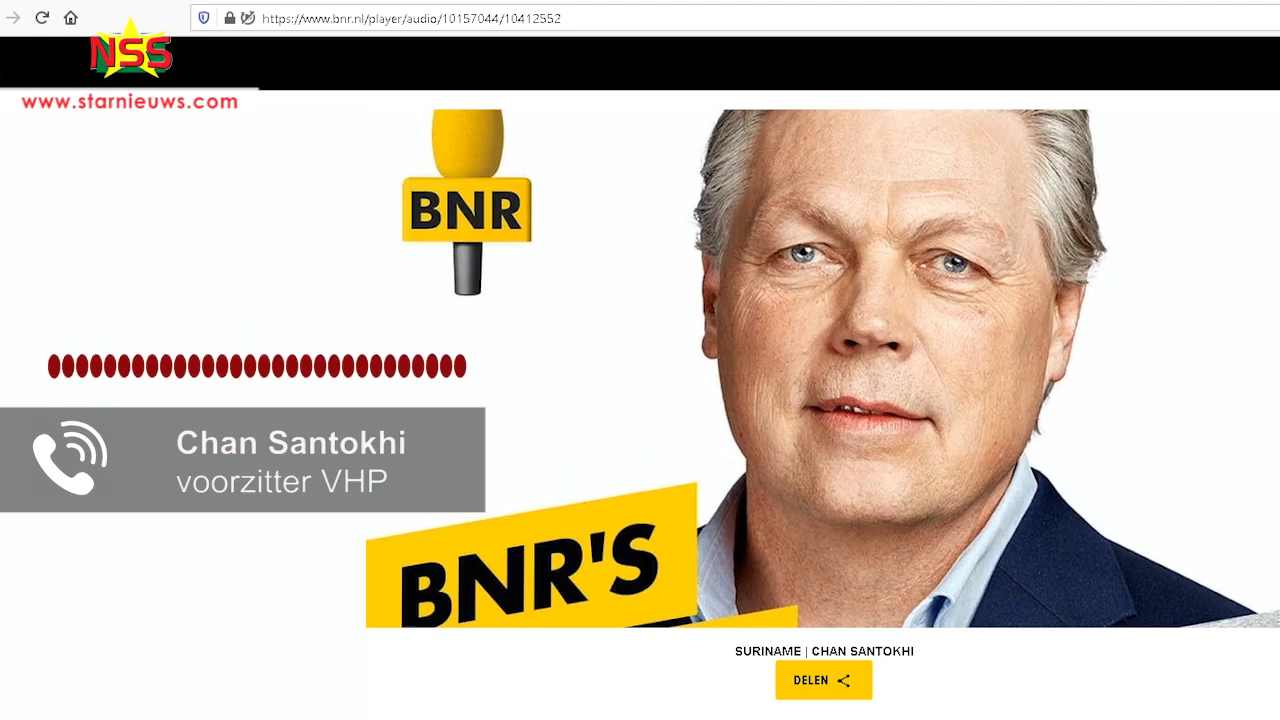 https://www.bnr.nl/player/audio/10157044/10412552
NSS
www.starnieuws.com
BNR
Chan Santokhi
voorzitter VHP
BNR'S
SURINAME | CHAN SANTOKHI
DELEN